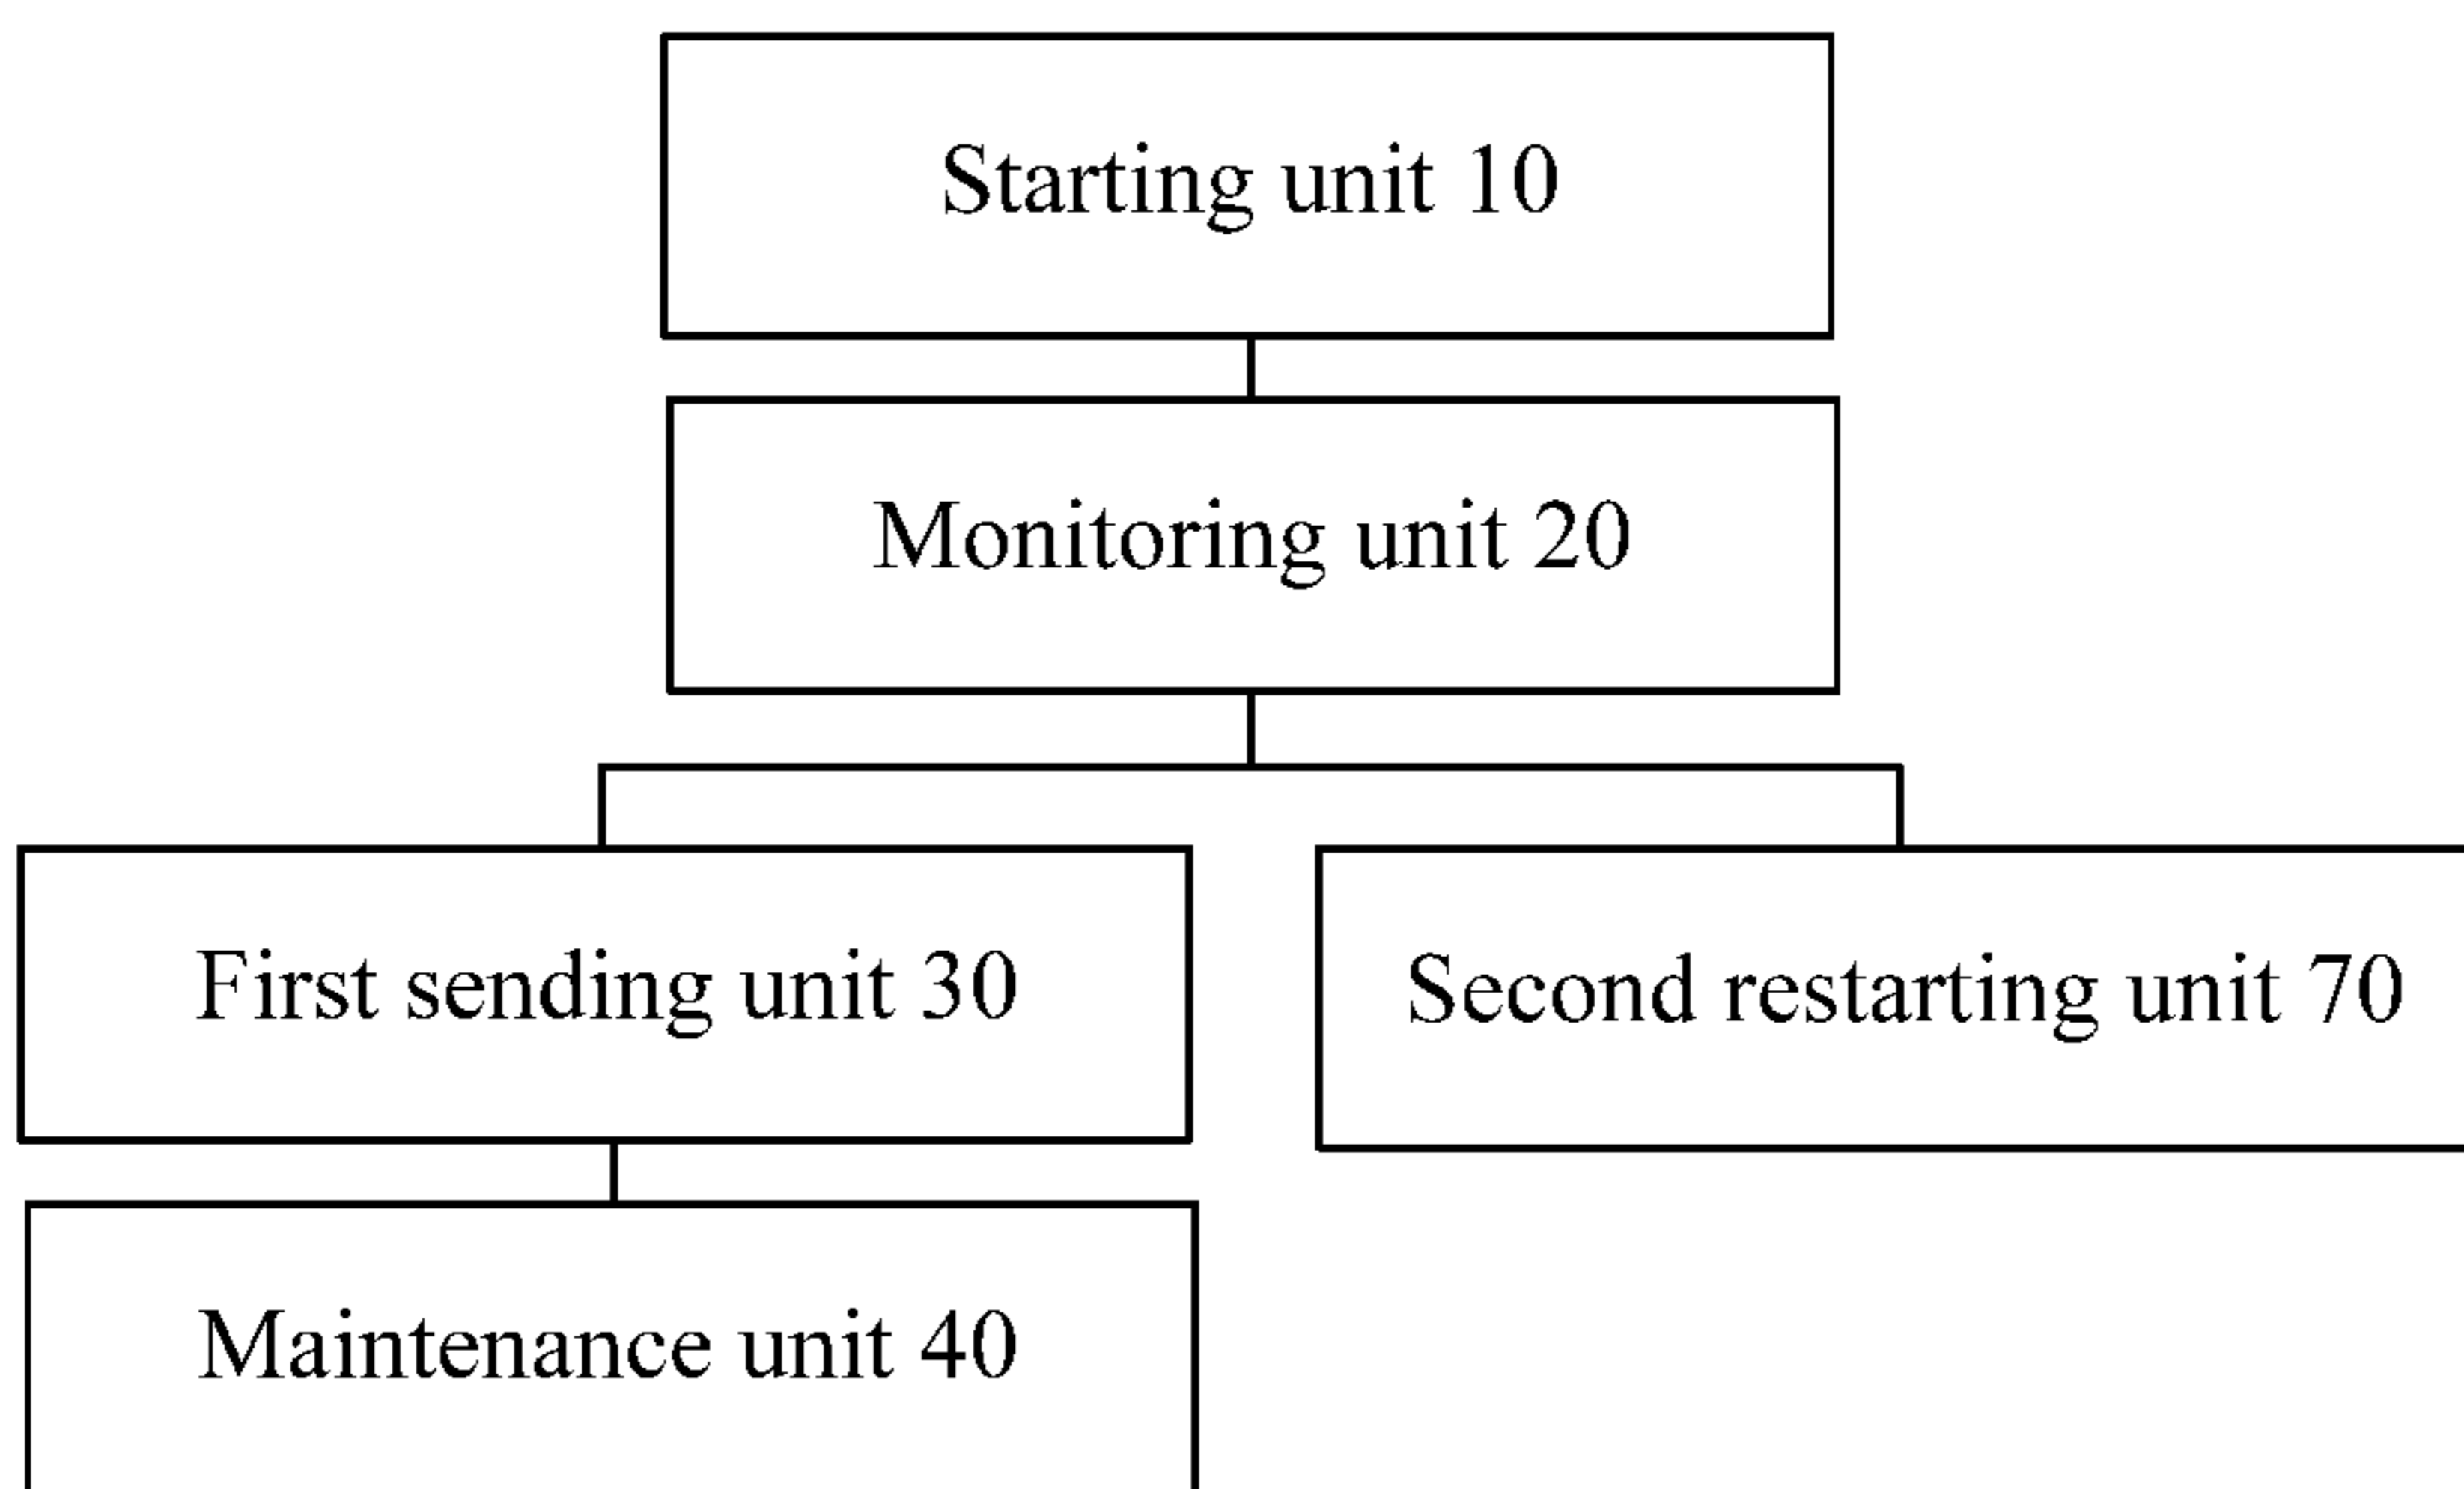 Starting unit 10
Monitoring unit 20
First sending unit 30
Second restarting unit 70
Maintenance unit 40